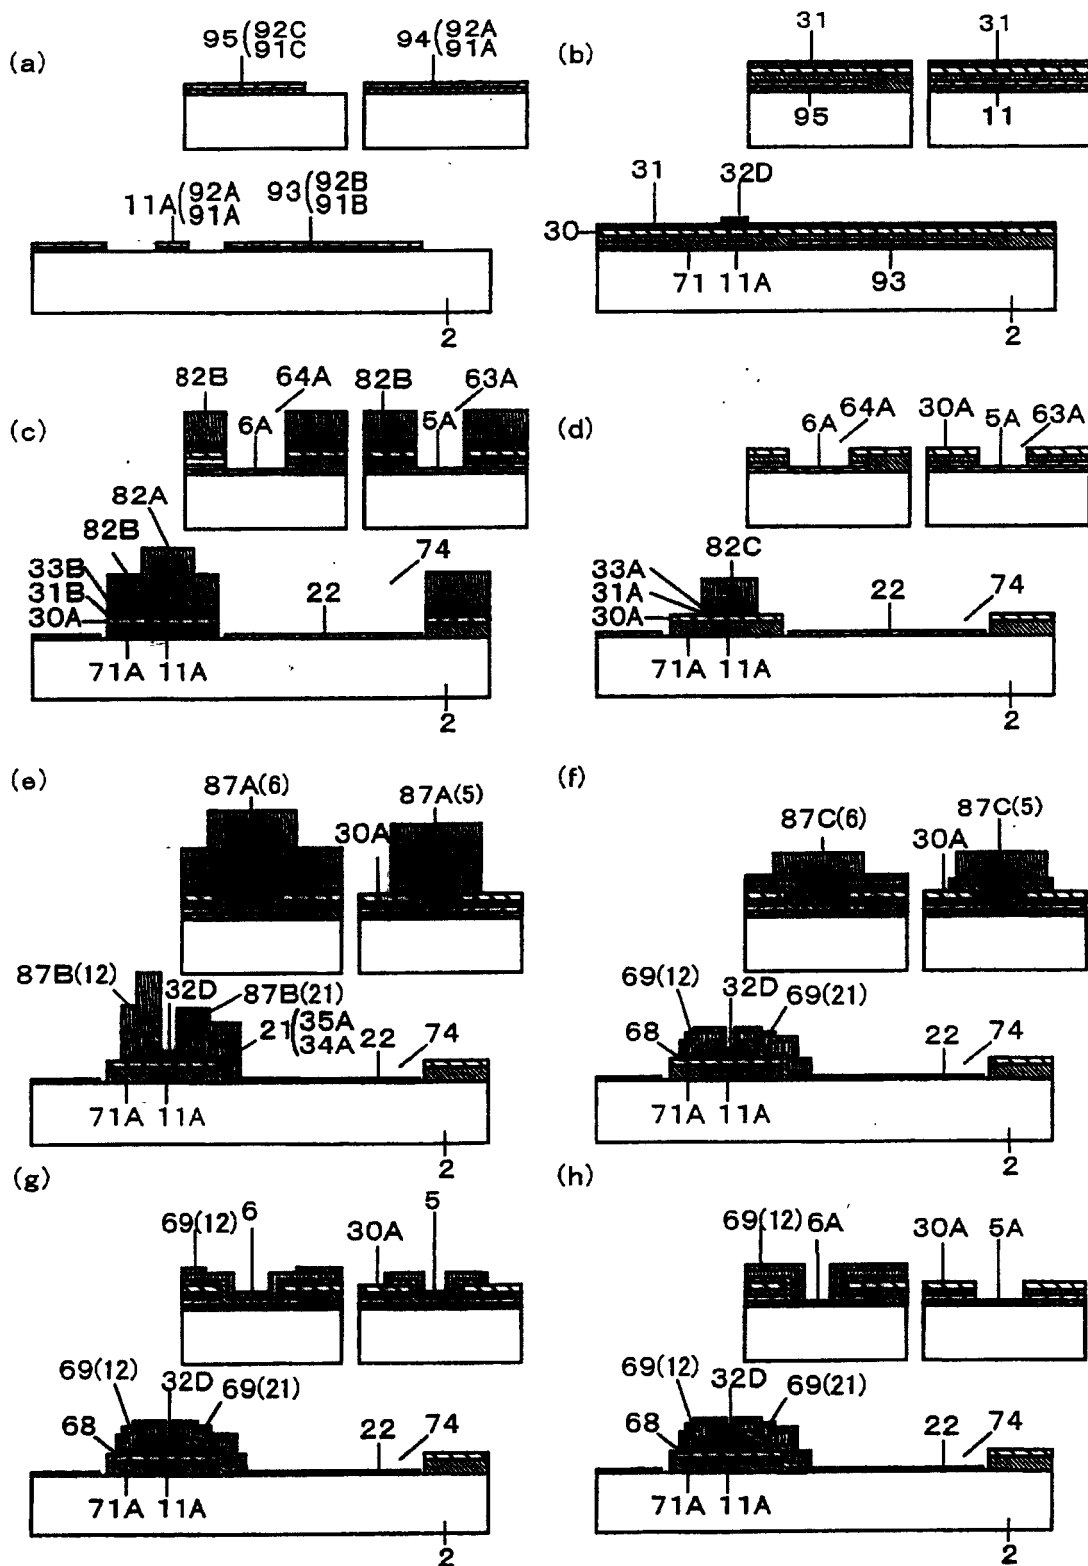 (a)
95 (92C
91C
94 (92A
91A
11A (92A
91A
93 (92B
91B
2
(b)
31
31
95
11
31
32D
30
71
11A
93
2
(c)
82B
64A
82B
63A
6A
5A
82A
82B
33B
31B
30A
22
74
71A
11A
2
(d)
6A
64A
30A
5A
63A
82C
33A
31A
30A
22
74
71A
11A
2
(e)
87A(6)
87A(5)
30A
87B(12)
32D
87B(21)
21 (35A
34A
22
74
71A
11A
2
(f)
87C(6)
87C(5)
30A
69(12)
32D
69(21)
68
22
74
71A
11A
2
(g)
69(12)
6
30A
5
69(12)
32D
69(21)
68
22
74
71A
11A
2
(h)
69(12)
6A
30A
5A
69(12)
32D
69(21)
68
22
74
71A
11A
2